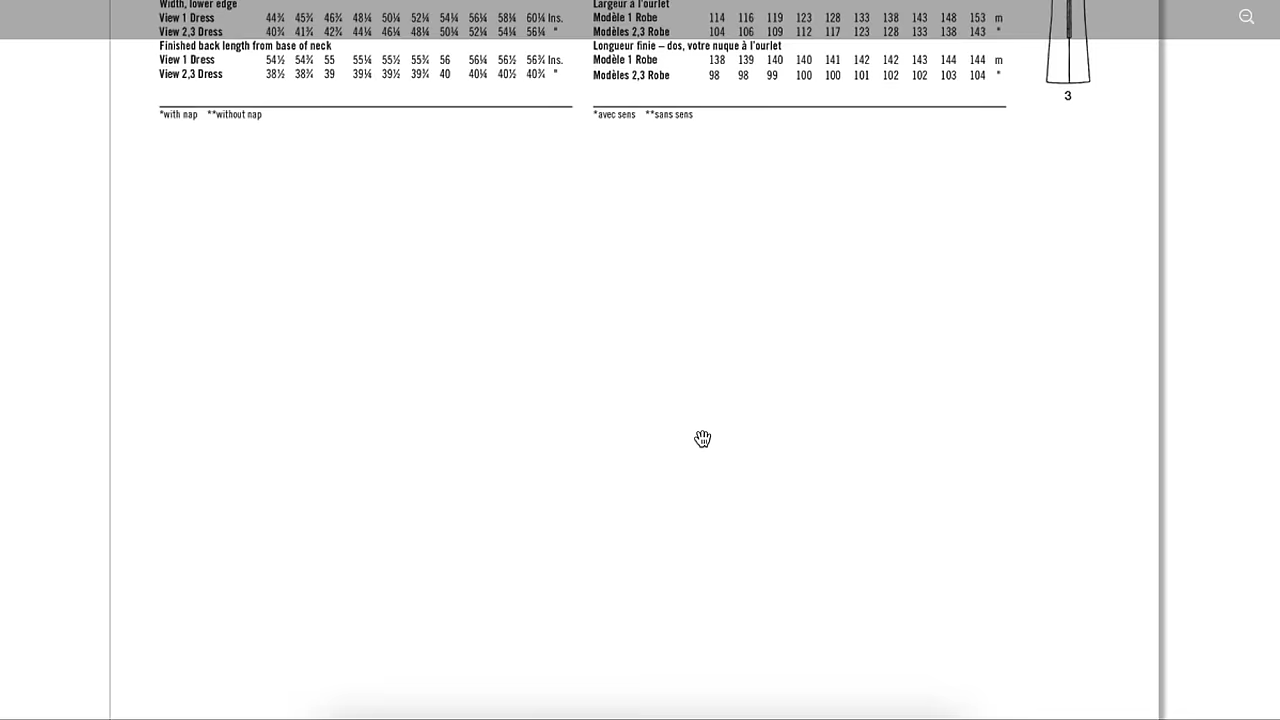 Width, lower edge
View 1 Dress 44¾ 45¾ 46¾ 48¼ 50¼ 52¼ 54¼ 56¼ 58¼ 60¼ Ins.
View 2,3 Dress 40¾ 41¾ 42¾ 44¼ 46¼ 48¼ 50¼ 52¼ 54¼ 56¼ "
Finished back length from base of neck
View 1 Dress 54½ 54¾ 55 55¼ 55½ 55¾ 56 56¼ 56½ 56¾ Ins.
View 2,3 Dress 38½ 38¾ 39 39¼ 39½ 39¾ 40 40¼ 40½ 40¾ "
*with nap **without nap
Largeur à l'ourlet
Modèle 1 Robe 114 116 119 123 128 133 138 143 148 153 m
Modèles 2,3 Robe 104 106 109 112 117 123 128 133 138 143 "
Longueur finie – dos, votre nuque à l'ourlet
Modèle 1 Robe 138 139 140 140 141 142 142 143 144 144 m
Modèles 2,3 Robe 98 98 99 100 100 101 102 102 103 104 "
*avec sens **sans sens
3